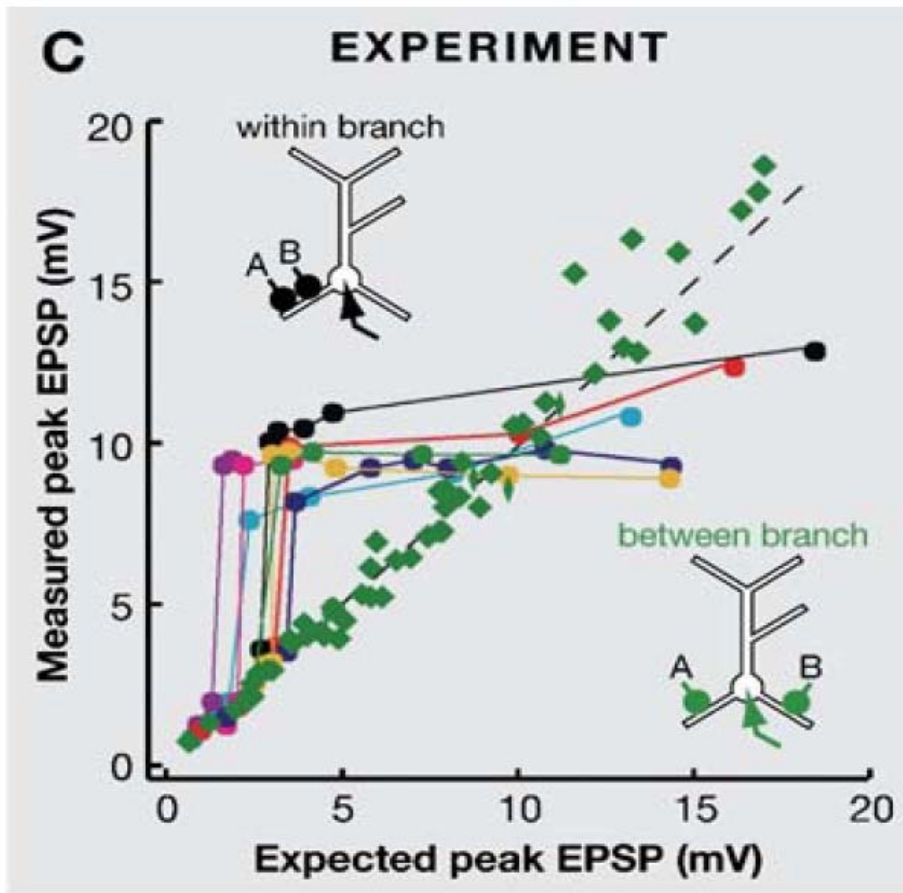 C
EXPERIMENT
20
within branch
A
B
15
Measured peak EPSP (mV)
10
between branch
5
A
B
0
0 5 10 15 20
Expected peak EPSP (mV)